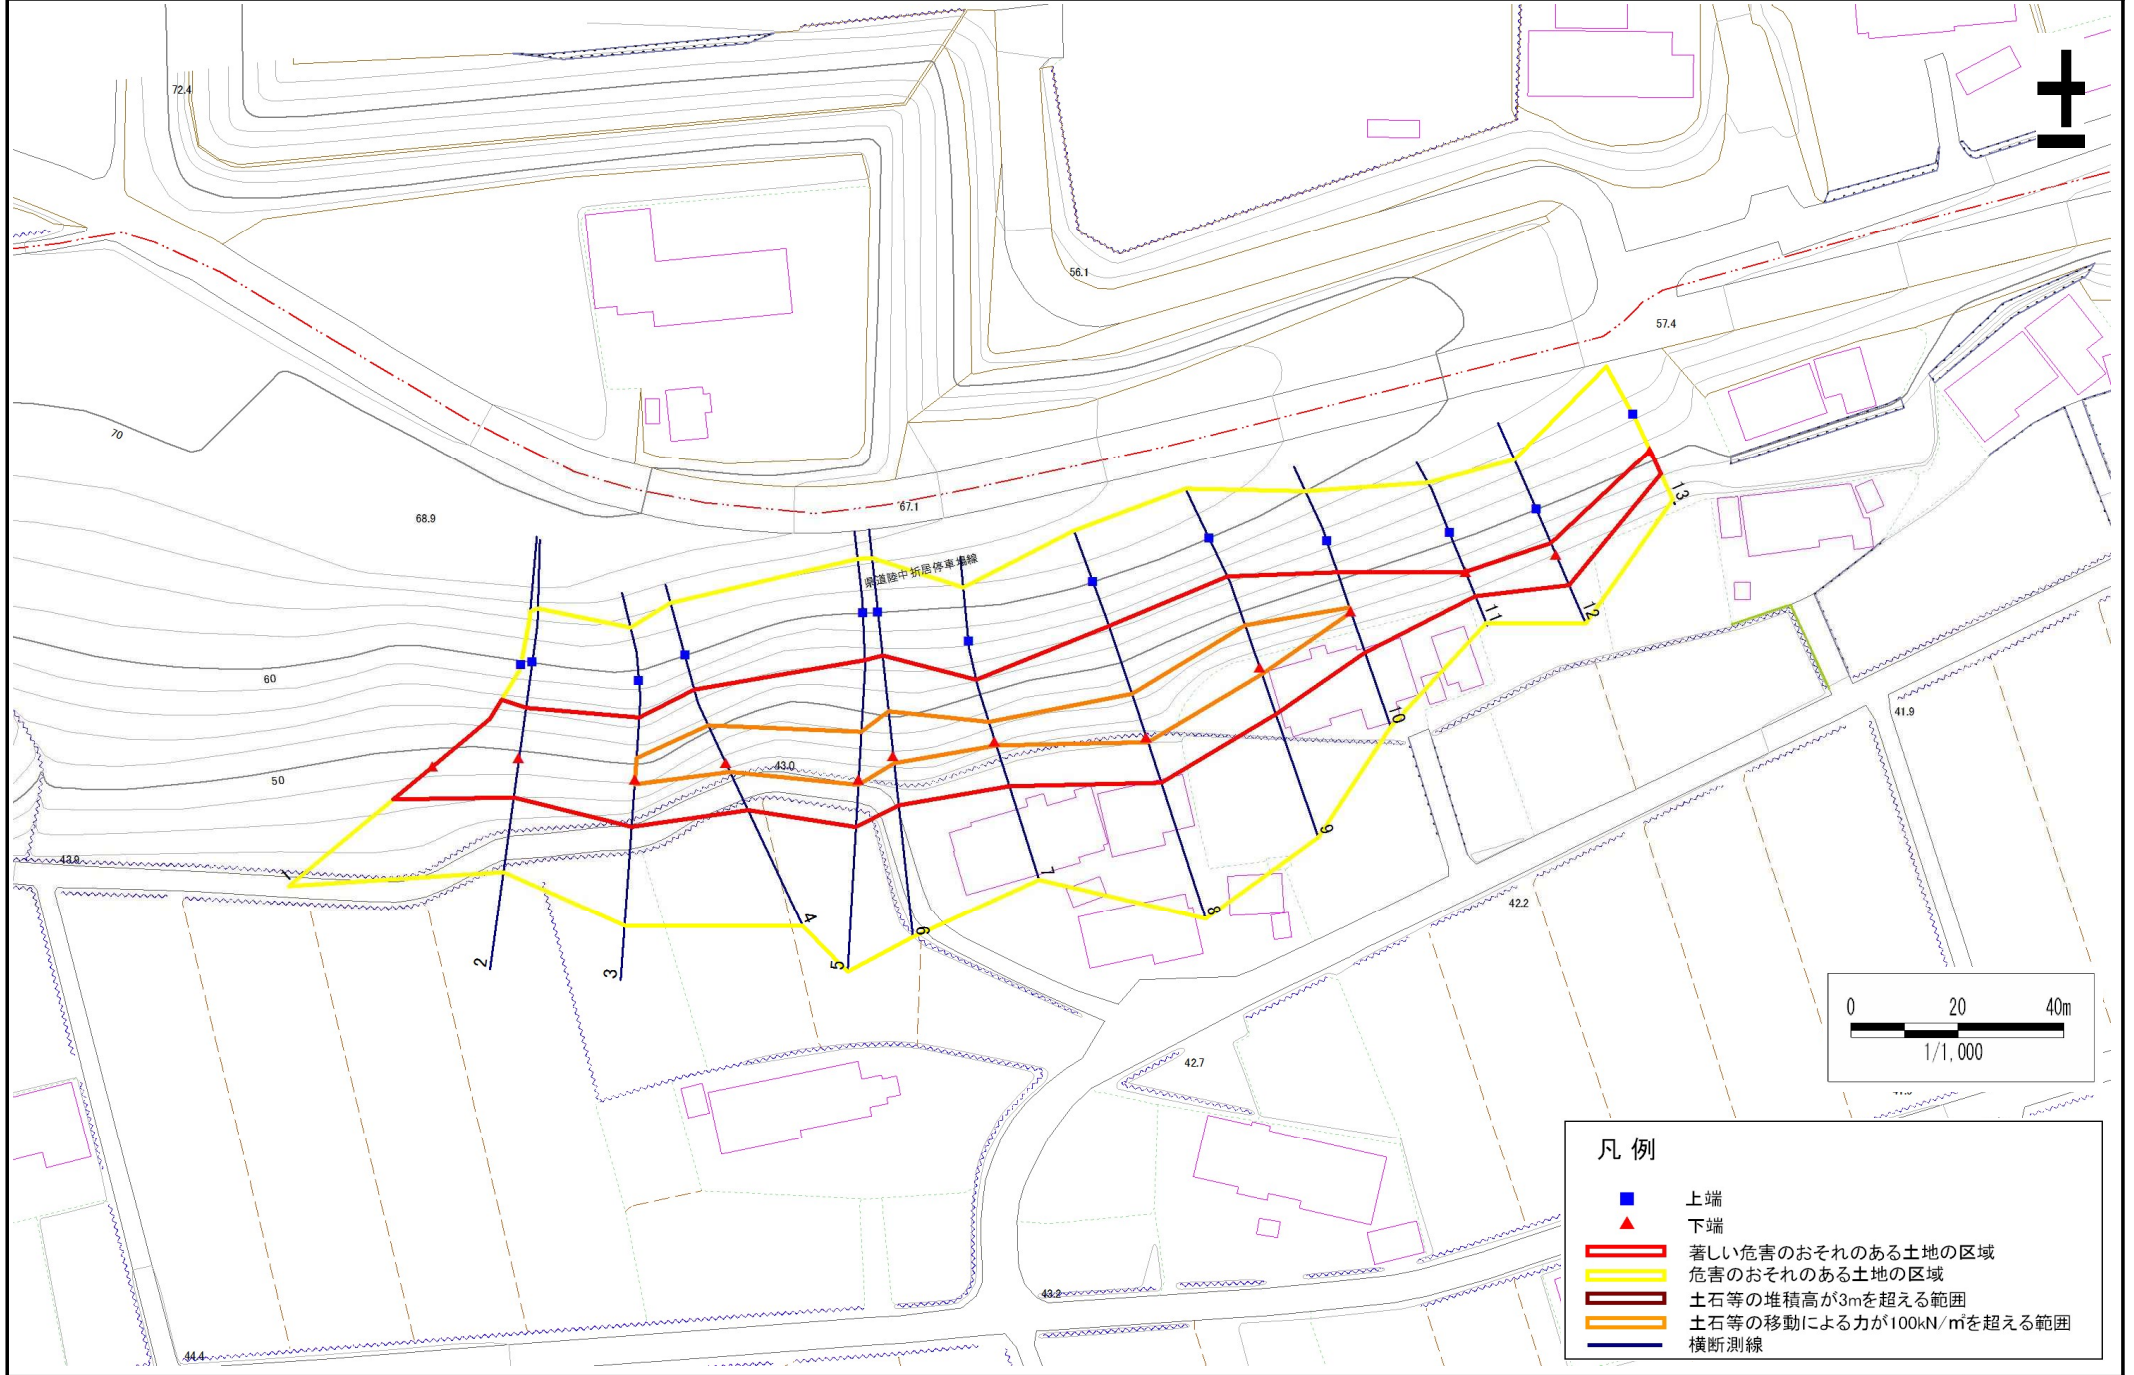 72.4
56.1
57.4
70
68.9
67.1
県道陸中折居停車場線
60
50
43.0
43.9
41.9
42.2
42.7
43.2
44.4
1
2
3
4
5
6
7
8
9
10
11
12
13
0 20 40m
1/1,000
凡 例
上端
下端
著しい危害のおそれのある土地の区域
危害のおそれのある土地の区域
土石等の堆積高が3mを超える範囲
土石等の移動による力が100kN/㎡を超える範囲
横断測線